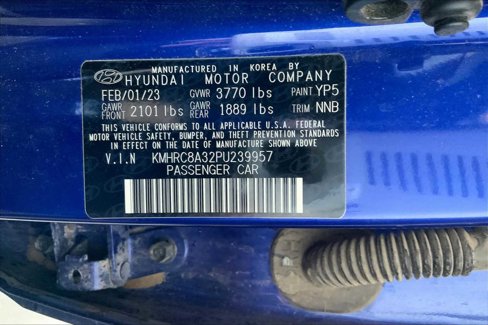 MANUFACTURED IN KOREA BY
HYUNDAI MOTOR COMPANY
FEB/01/23 GVWR 3770 lbs PAINT YP5
GAWR FRONT 2101 lbs GAWR REAR 1889 lbs TRIM NNB
THIS VEHICLE CONFORMS TO ALL APPLICABLE U.S. FEDERAL
MOTOR VEHICLE SAFETY, BUMPER, AND THEFT PREVENTION
STANDARDS IN EFFECT ON THE DATE OF MANUFACTURE SHOWN ABOVE
V.I.N KMHRC8A32PU239957
PASSENGER CAR